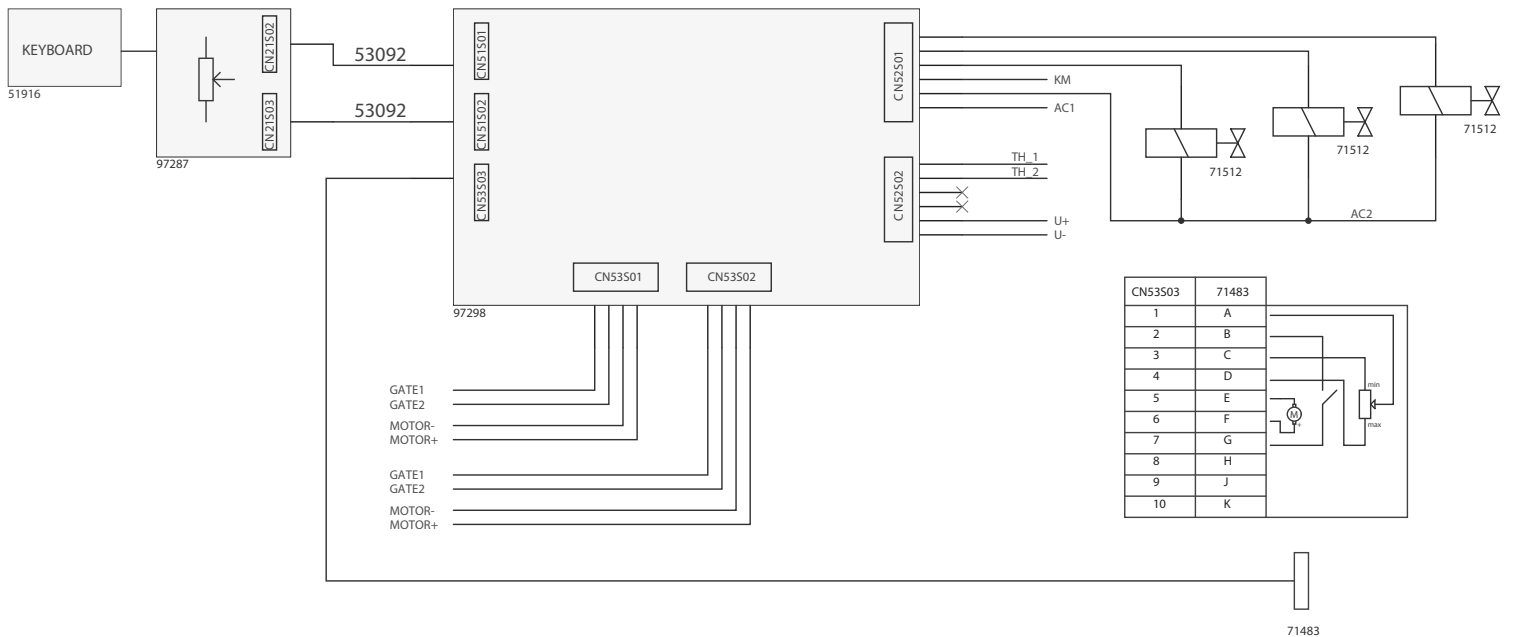 KEYBOARD
51916
CN21S02
CN21S03
97287
53092
53092
CN51S01
CN51S02
CN53S03
CN52S01
CN52S02
CN53S01
CN53S02
97298
KM
AC1
TH_1
TH_2
U+
U-
AC2
71512
71512
71512
GATE1
GATE2
MOTOR-
MOTOR+
GATE1
GATE2
MOTOR-
MOTOR+
CN53S03 71483
1 A
2 B
3 C
4 D
5 E
6 F
7 G
8 H
9 J
10 K
min
M
+
max
71483